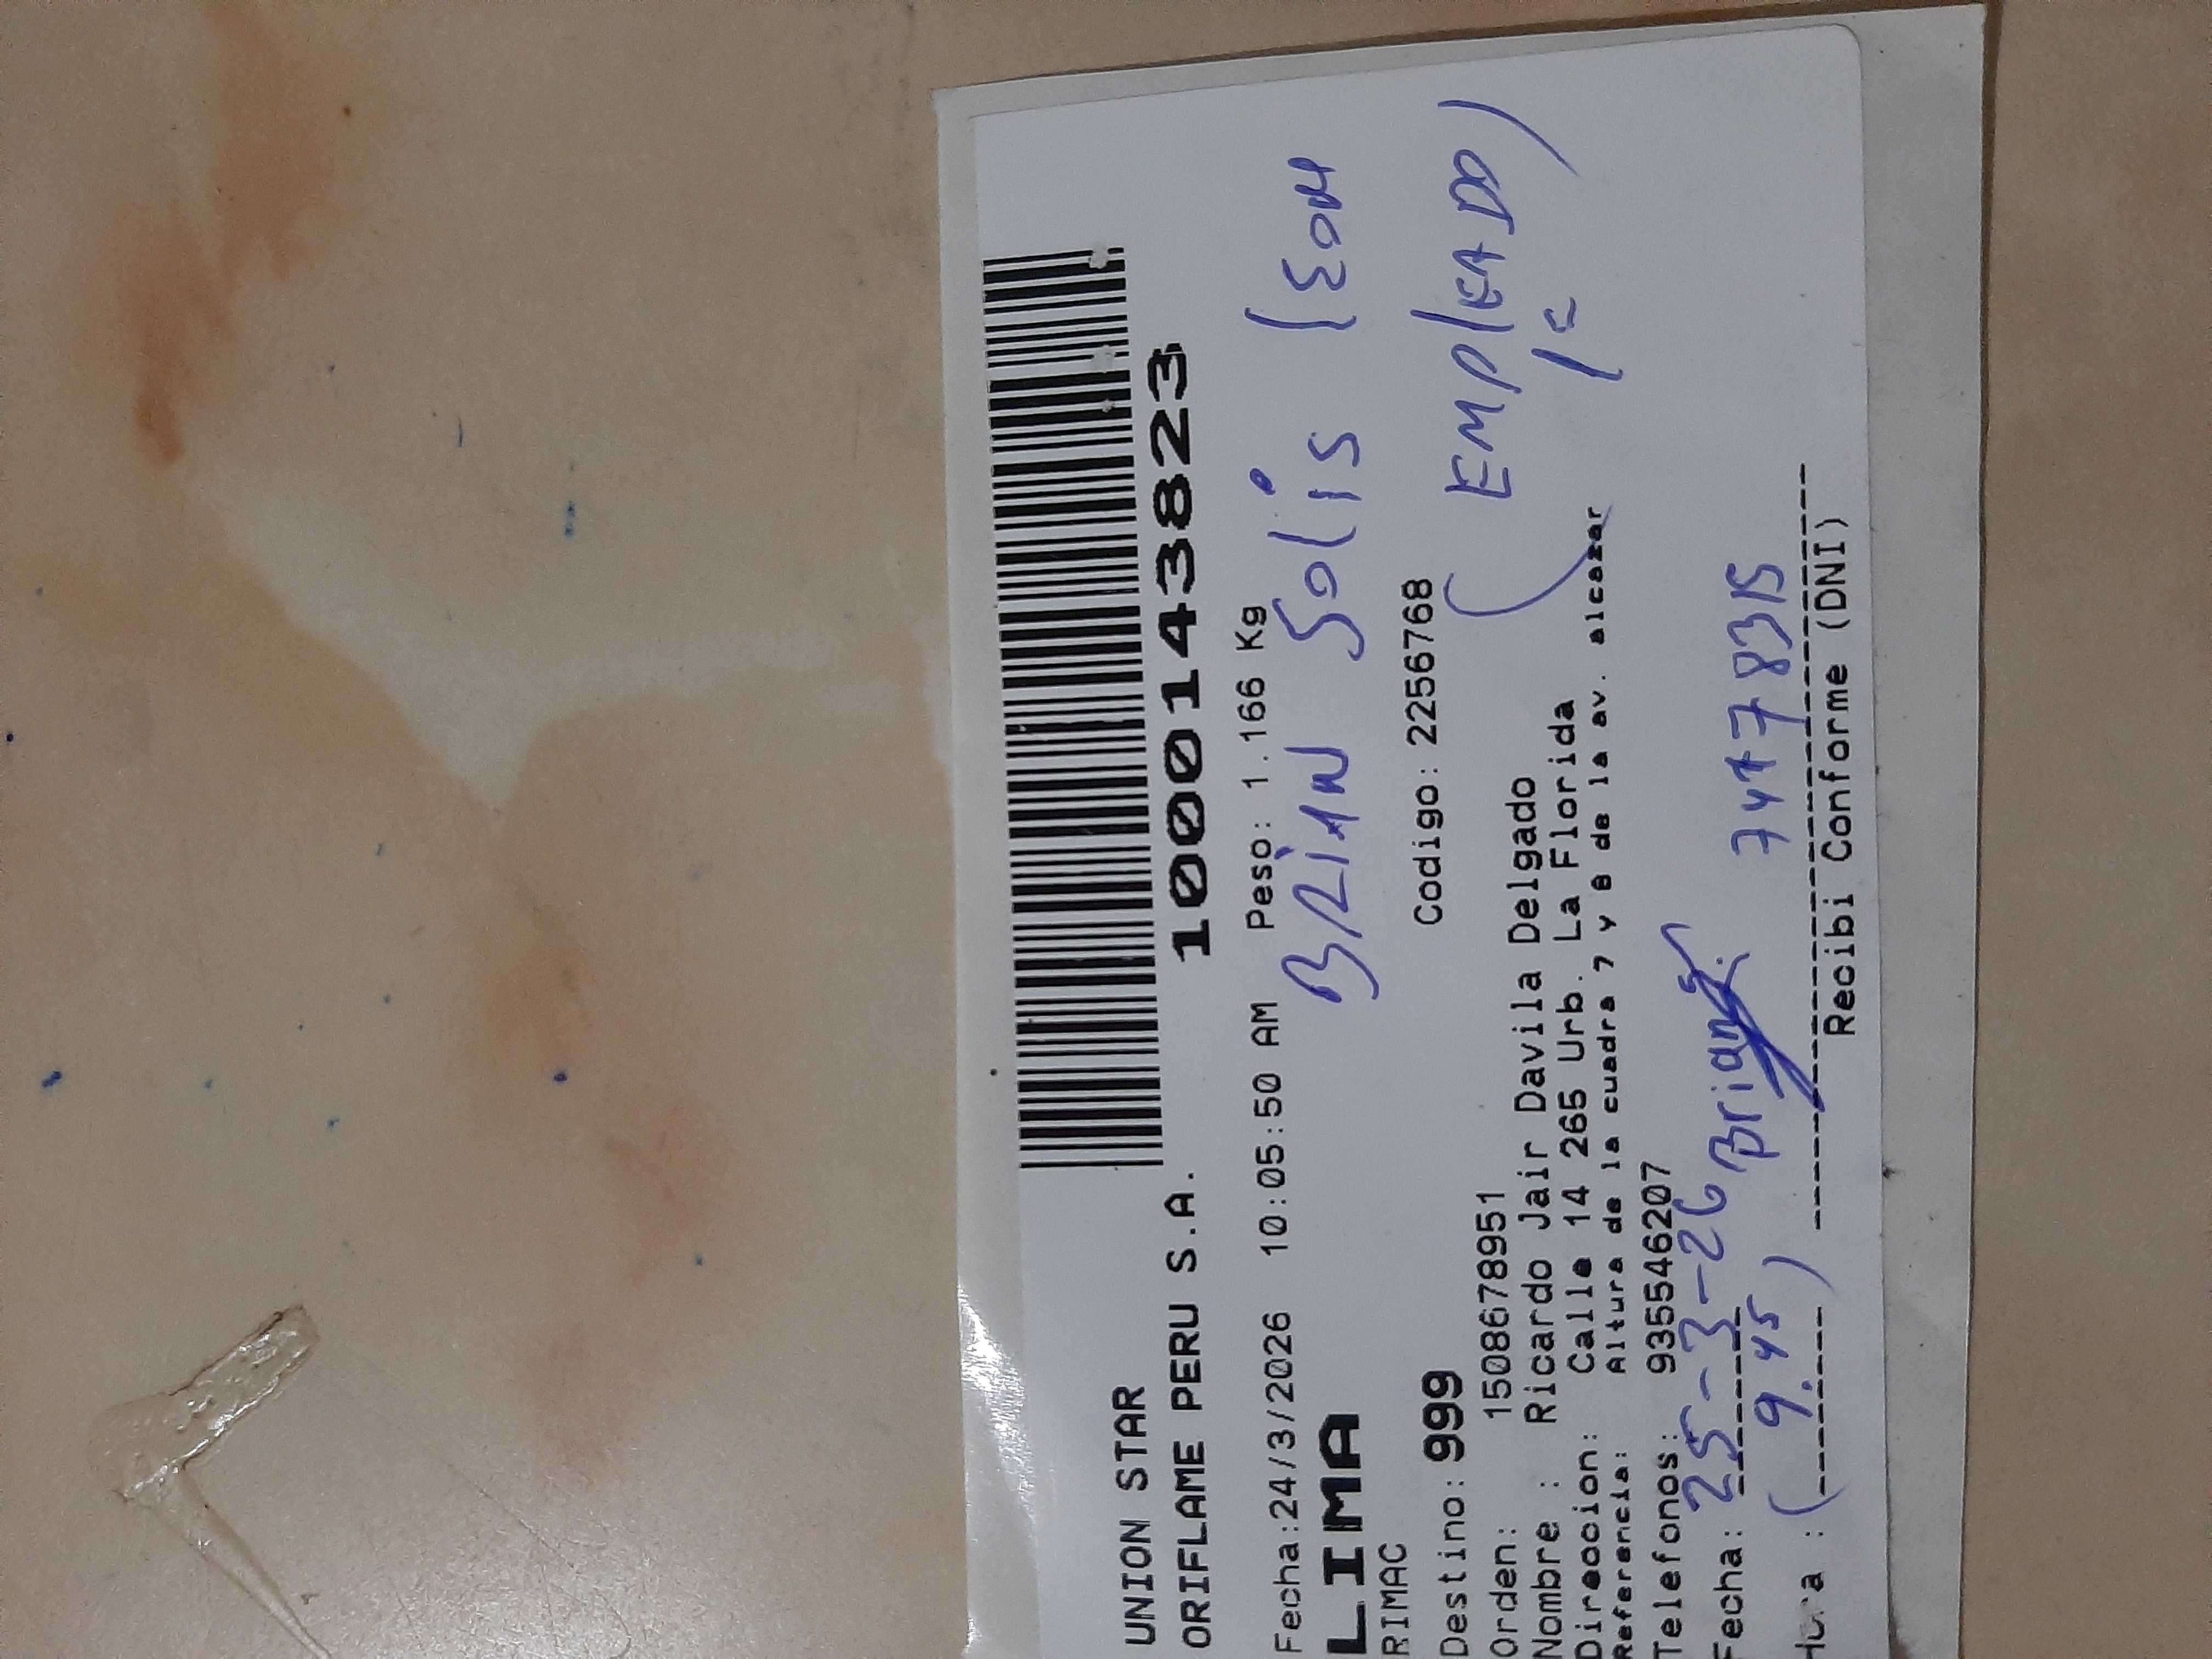 UNION STAR
ORIFLAME PERU S.A. 1000143823
Fecha:24/3/2026 10:05:50 AM Peso: 1.166 Kg
LIMA BRIAN SOLIS LEON
RIMAC
Destino: 999 Codigo: 2256768
(EMPLEADO)
Orden: 1508678951
Nombre : Ricardo Jair Davila Delgado
Direccion: Calle 14 265 Urb. La Florida
Referencia: Altura de la cuadra 7 y 8 de la av. alcazar
Telefonos: 935546207
Fecha: 25-3-26 Brian
Hora : (9.45)
Recibi Conforme (DNI)